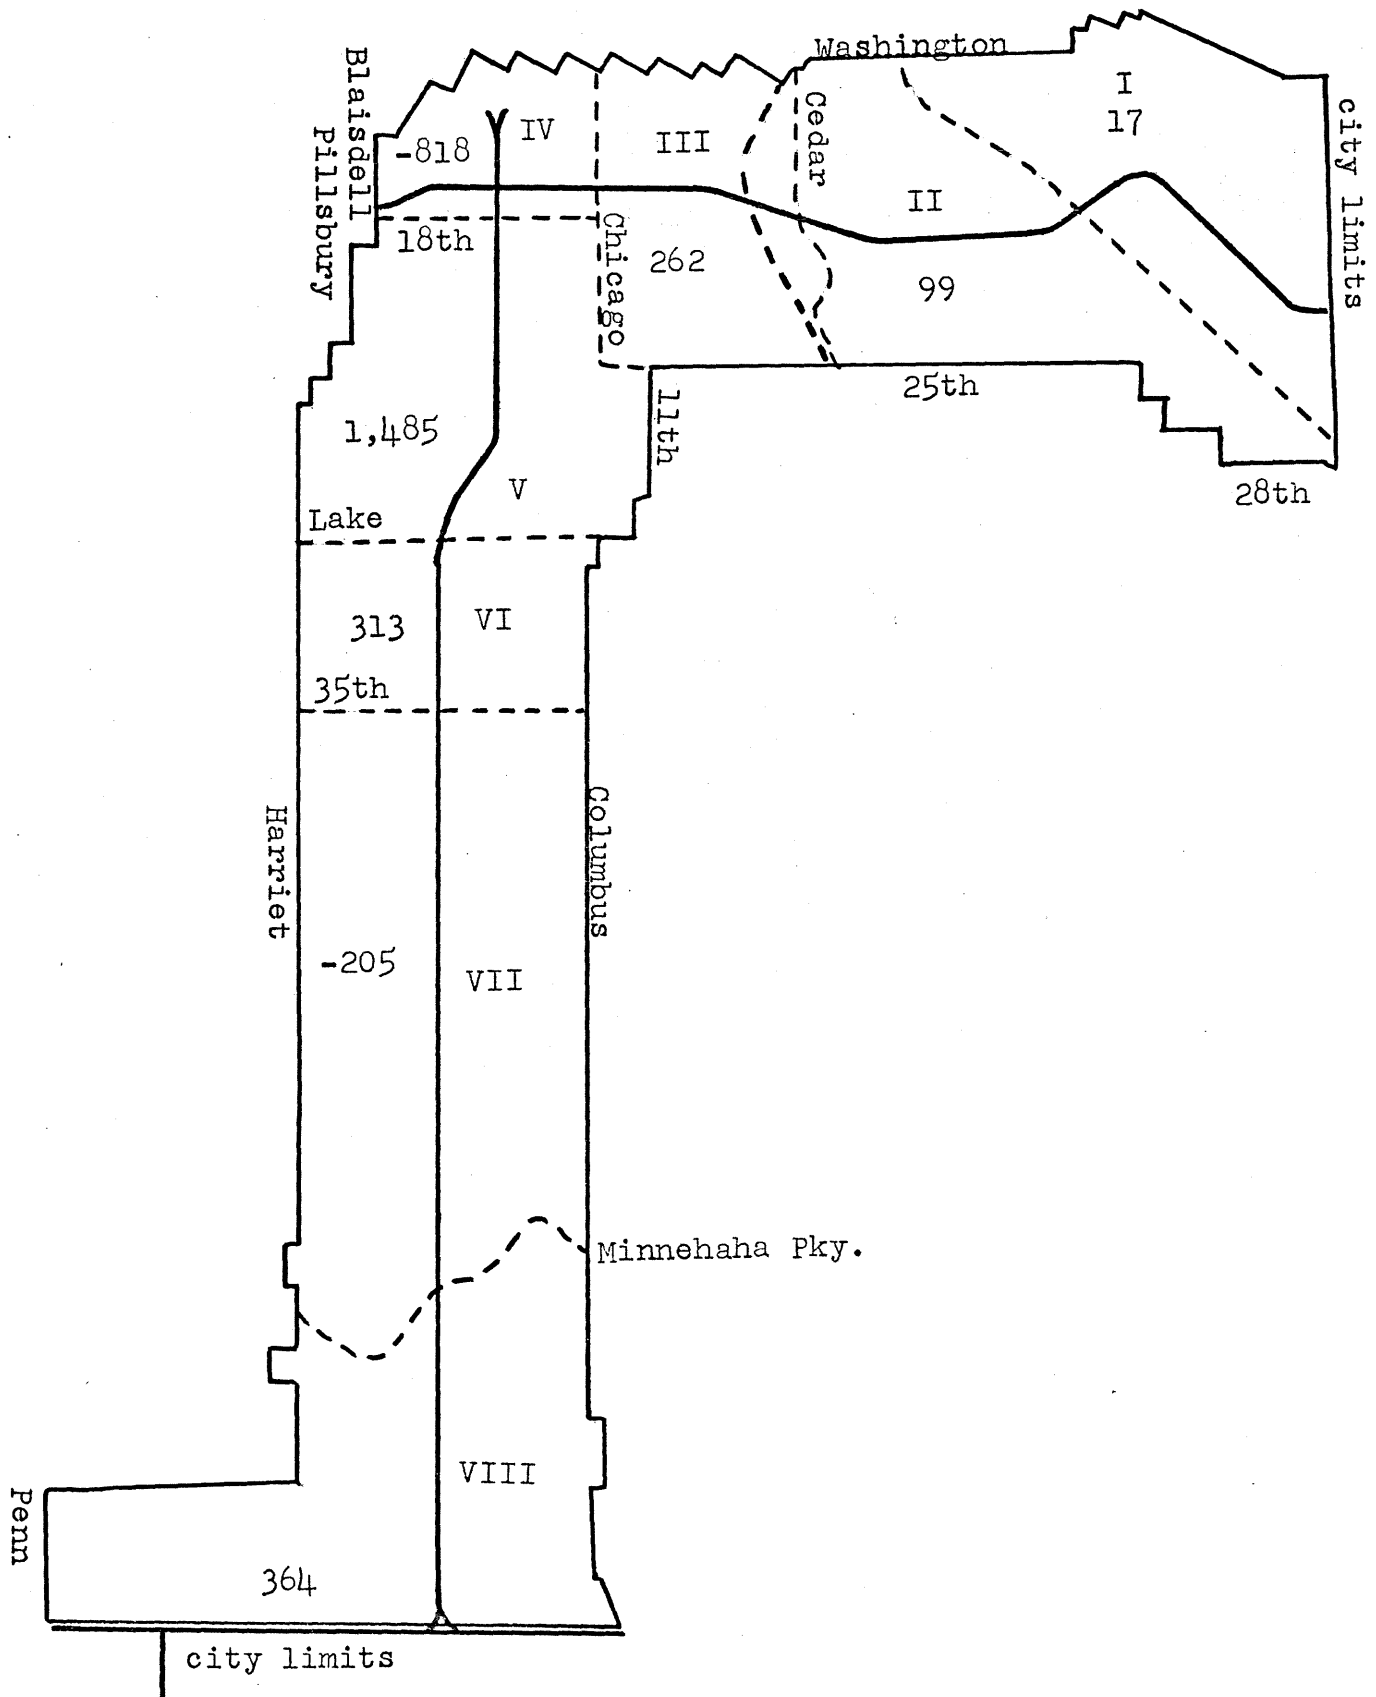 Washington
Blaisdell
Pillsbury
IV
-818
III
Cedar
I
17
city limits
II
18th
Chicago
262
99
25th
11th
28th
1,485
V
Lake
313
VI
35th
Harriet
Columbus
-205
VII
Minnehaha Pky.
VIII
Penn
364
city limits